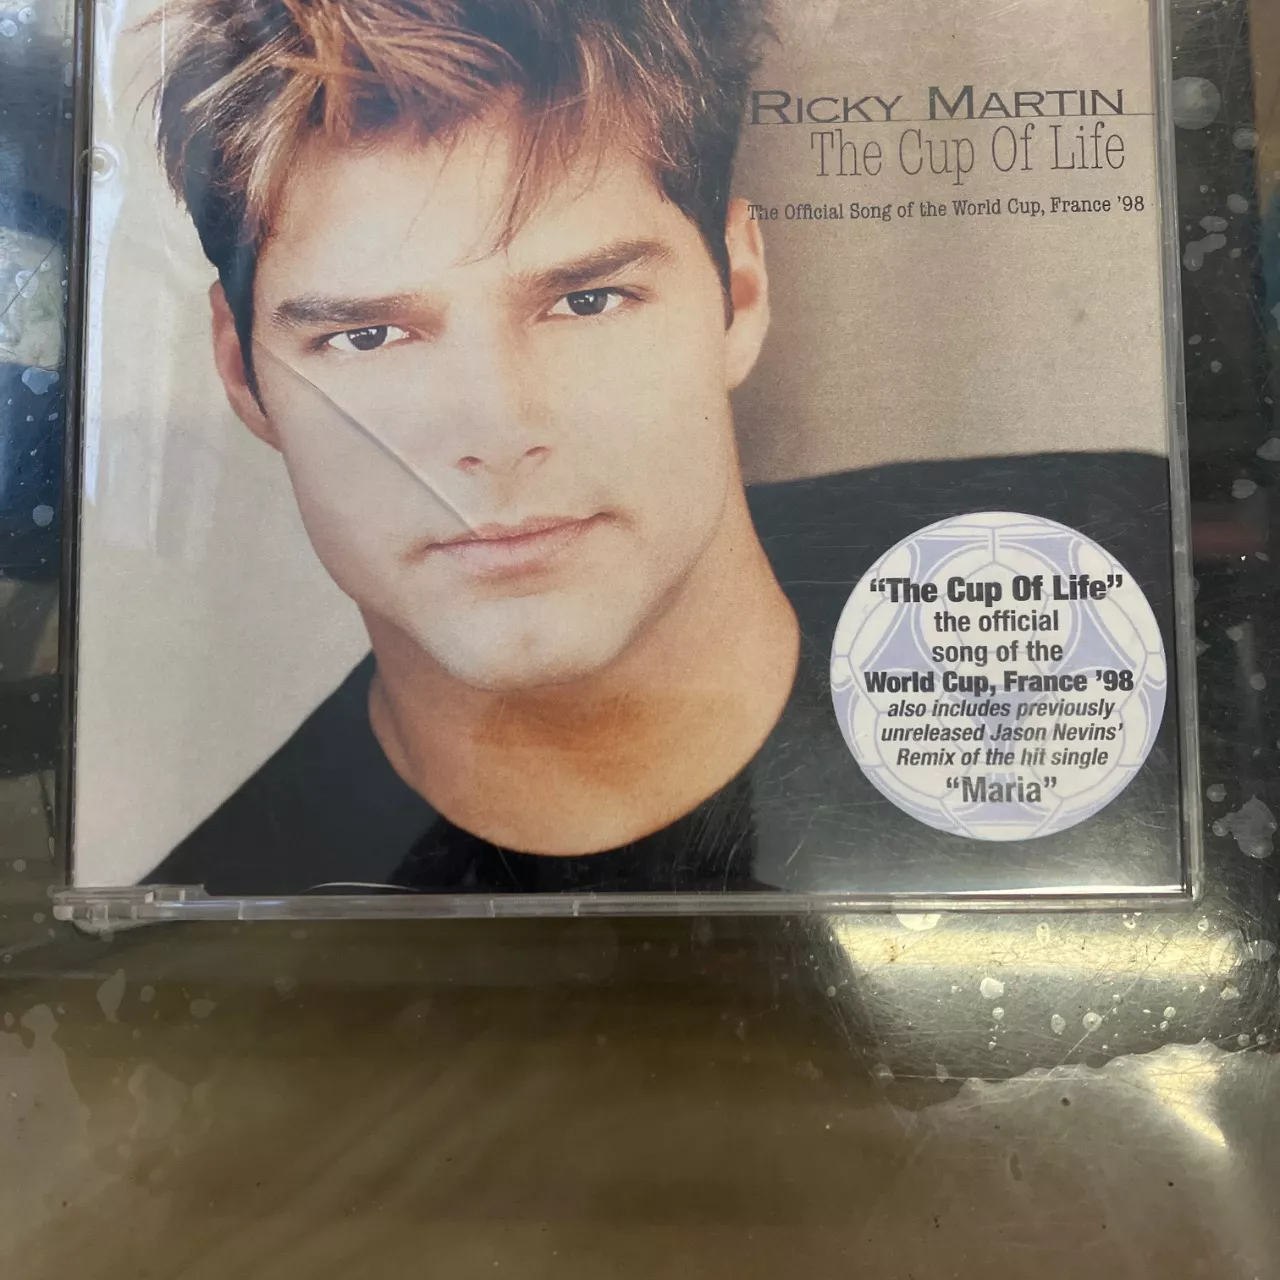 RICKY MARTIN
The Cup Of Life
The Official Song of the World Cup, France '98
“The Cup Of Life”
the official
song of the
World Cup, France ’98
also includes previously
unreleased Jason Nevins’
Remix of the hit single
“Maria”